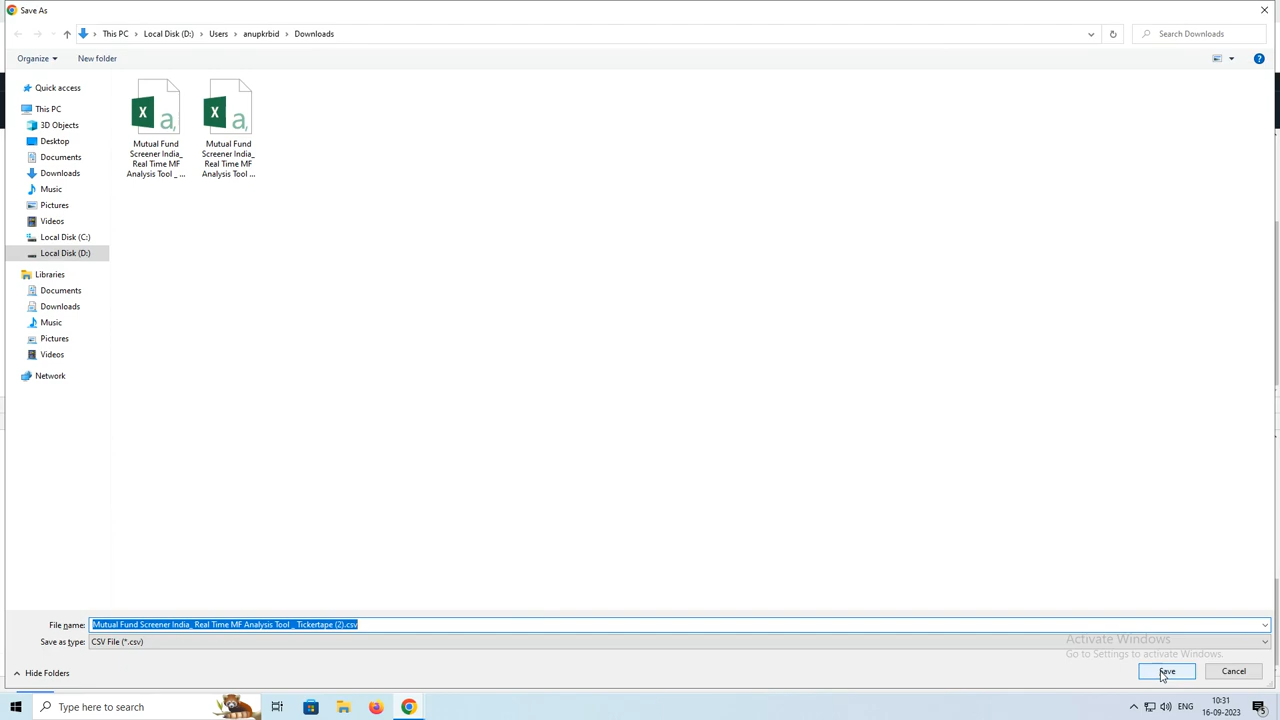 Save As
This PC
Local Disk (D:)
Users
anupkrbid
Downloads
Search Downloads
Organize
New folder
Quick access
This PC
3D Objects
Desktop
Documents
Downloads
Music
Pictures
Videos
Local Disk (C:)
Local Disk (D:)
Libraries
Documents
Downloads
Music
Pictures
Videos
Network
Mutual Fund
Screener India_
Real Time MF
Analysis Tool _ ...
Mutual Fund
Screener India_
Real Time MF
Analysis Tool ...
File name:
Mutual Fund Screener India_ Real Time MF Analysis Tool _ Tickertape (2).csv
Save as type:
CSV File (*.csv)
Activate Windows
Go to Settings to activate Windows.
Hide Folders
Save
Cancel
Type here to search
ENG
10:31
16-09-2023
5